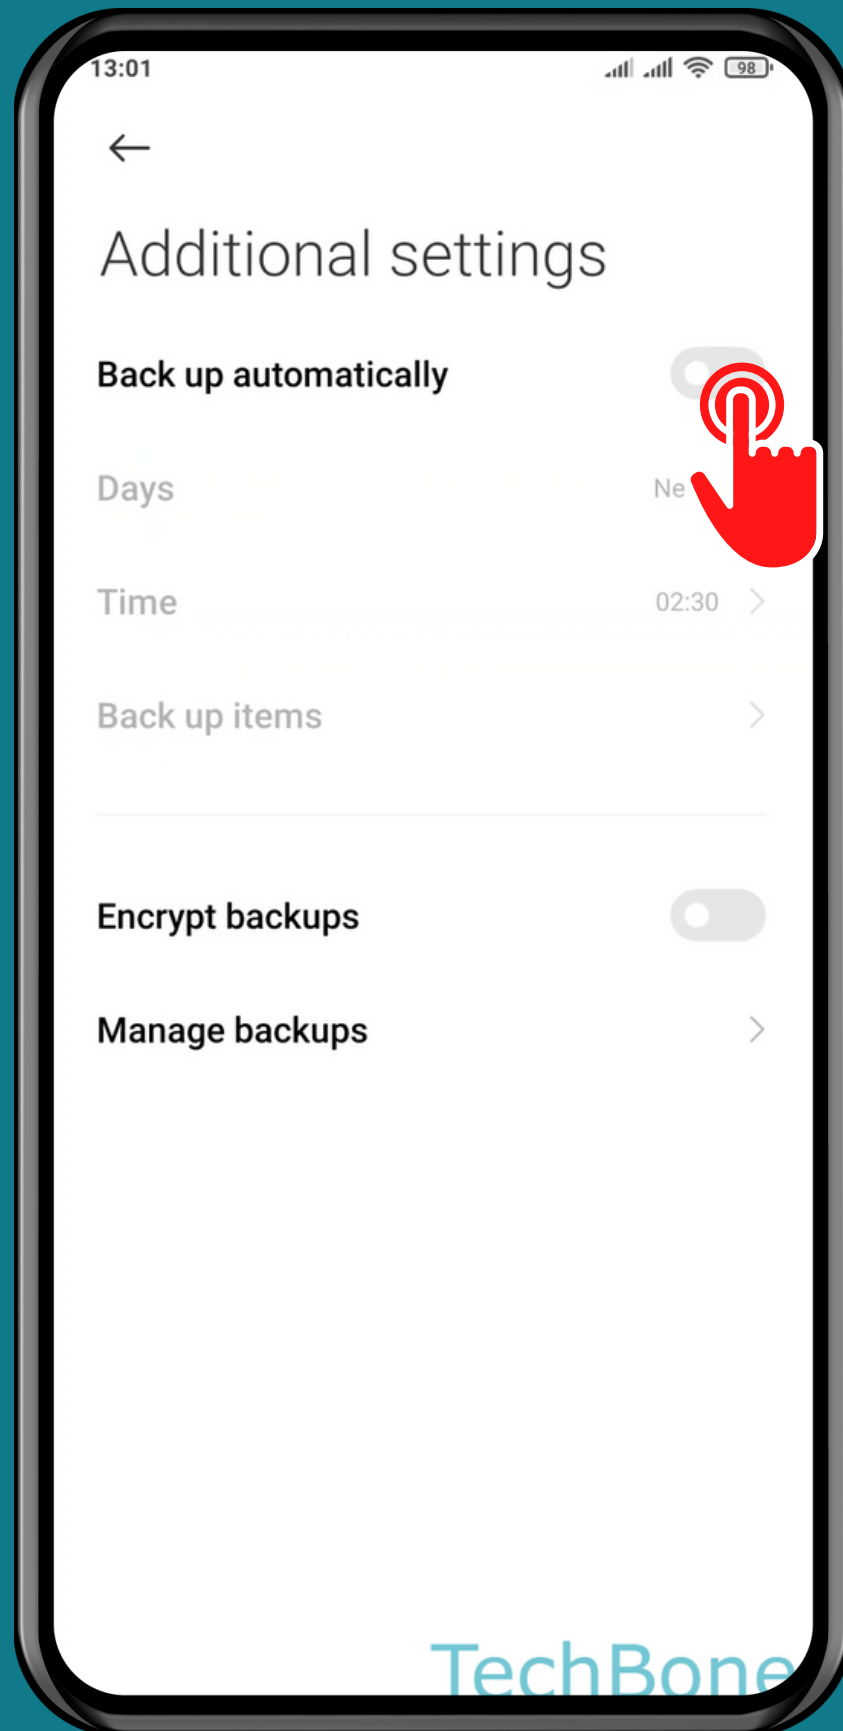 13:01
98
Additional settings
Back up automatically
Days
Time
02:30
Back up items
Encrypt backups
Manage backups
TechBone